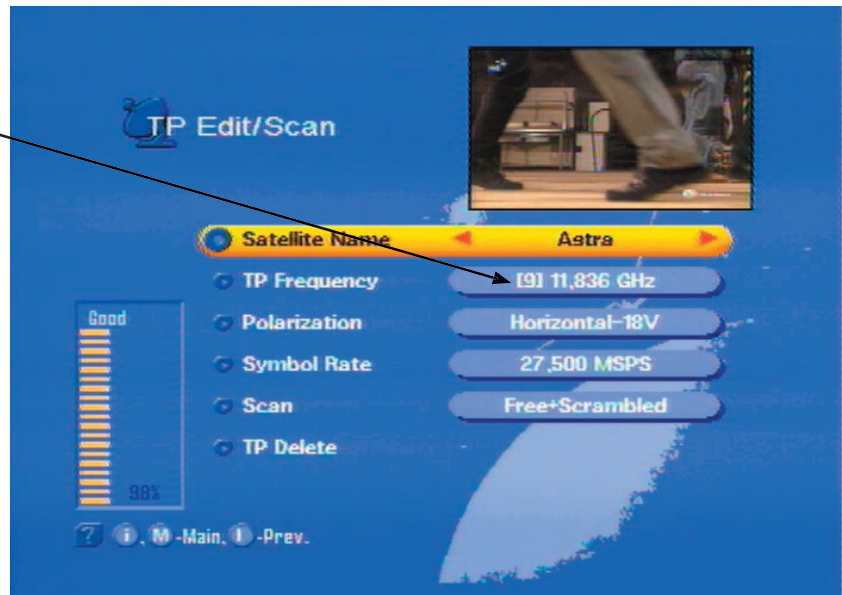 TP Edit/Scan
Satellite Name Astra
TP Frequency [9] 11,836 GHz
Polarization Horizontal-18V
Symbol Rate 27,500 MSPS
Scan Free+Scrambled
TP Delete
Good
98%
? i, M -Main, I -Prev.